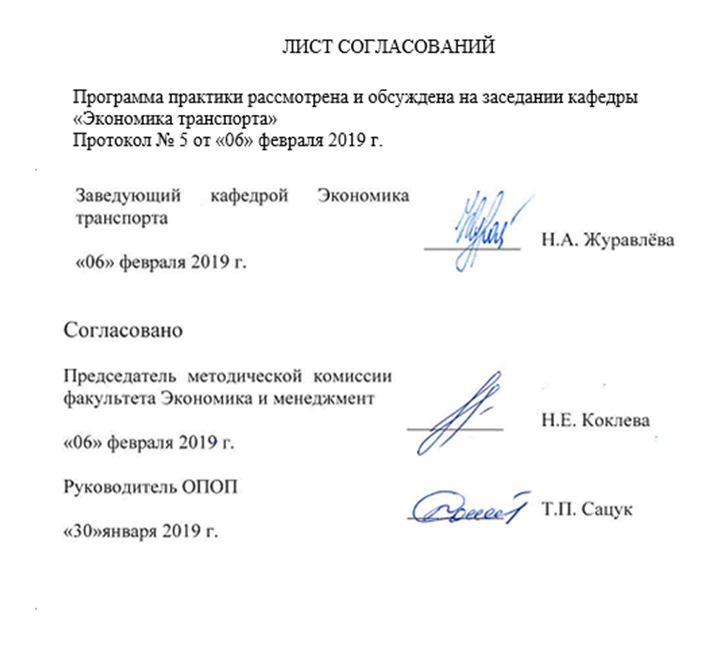 ЛИСТ СОГЛАСОВАНИЙ
Программа практики рассмотрена и обсуждена на заседании кафедры
«Экономика транспорта»
Протокол № 5 от «06» февраля 2019 г.
Заведующий кафедрой Экономика
транспорта
Н.А. Журавлёва
«06» февраля 2019 г.
Согласовано
Председатель методической комиссии
факультета Экономика и менеджмент
Н.Е. Коклева
«06» февраля 2019 г.
Руководитель ОПОП
Т.П. Сацук
«30»января 2019 г.